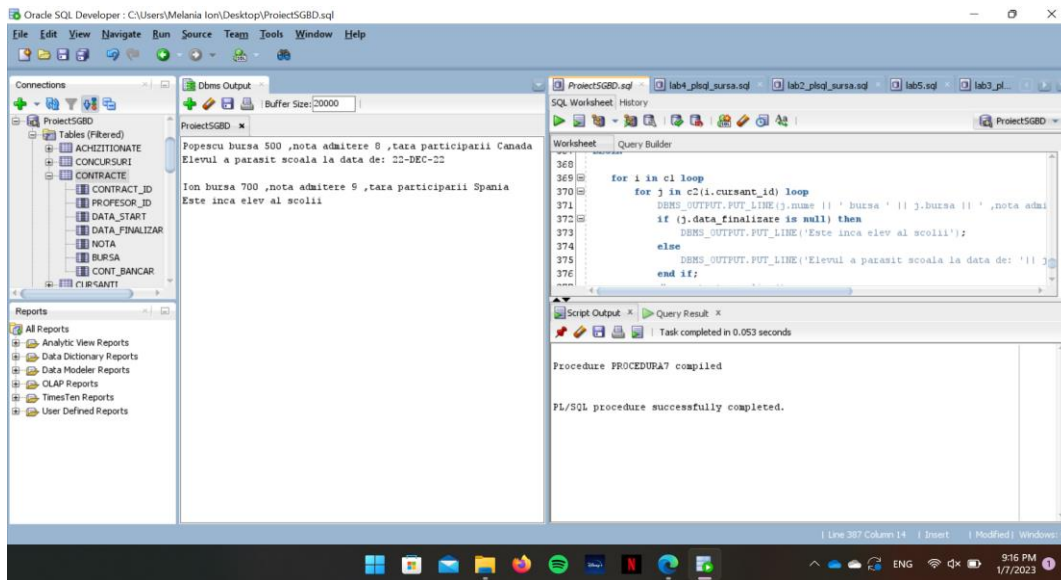 Oracle SQL Developer : C:\Users\Melania Ion\Desktop\ProiectSGBD.sql
File Edit View Navigate Run Source Team Tools Window Help
Connections
ProiectSGBD
Tables (Filtered)
ACHIZITIONATE
CONCURSURI
CONTRACTE
CONTRACT_ID
PROFESOR_ID
DATA_START
DATA_FINALIZAR
NOTA
BURSA
CONT_BANCAR
CURSANTI
Reports
All Reports
Analytic View Reports
Data Dictionary Reports
Data Modeler Reports
OLAP Reports
TimesTen Reports
User Defined Reports
Dbms Output
Buffer Size: 20000
ProiectSGBD
Popescu bursa 500 ,nota admitere 8 ,tara participarii Canada
Elevul a parasit scoala la data de: 22-DEC-22
Ion bursa 700 ,nota admitere 9 ,tara participarii Spania
Este inca elev al scolii
ProiectSGBD.sql lab4_plsql_sursa.sql lab2_plsql_sursa.sql lab5.sql lab3_pl...
SQL Worksheet History
ProiectSGBD
Worksheet Query Builder
368
369 for i in c1 loop
370 for j in c2(i.cursant_id) loop
371 DBMS_OUTPUT.PUT_LINE(j.nume || ' bursa ' || j.bursa || ' ,nota admi
372 if (j.data_finalizare is null) then
373 DBMS_OUTPUT.PUT_LINE('Este inca elev al scolii');
374 else
375 DBMS_OUTPUT.PUT_LINE('Elevul a parasit scoala la data de: '|| j
376 end if;
Script Output Query Result
Task completed in 0.053 seconds
Procedure PROCEDURA7 compiled
PL/SQL procedure successfully completed.
Line 387 Column 14 Insert Modified Windows:
ENG
9:16 PM
1/7/2023
1